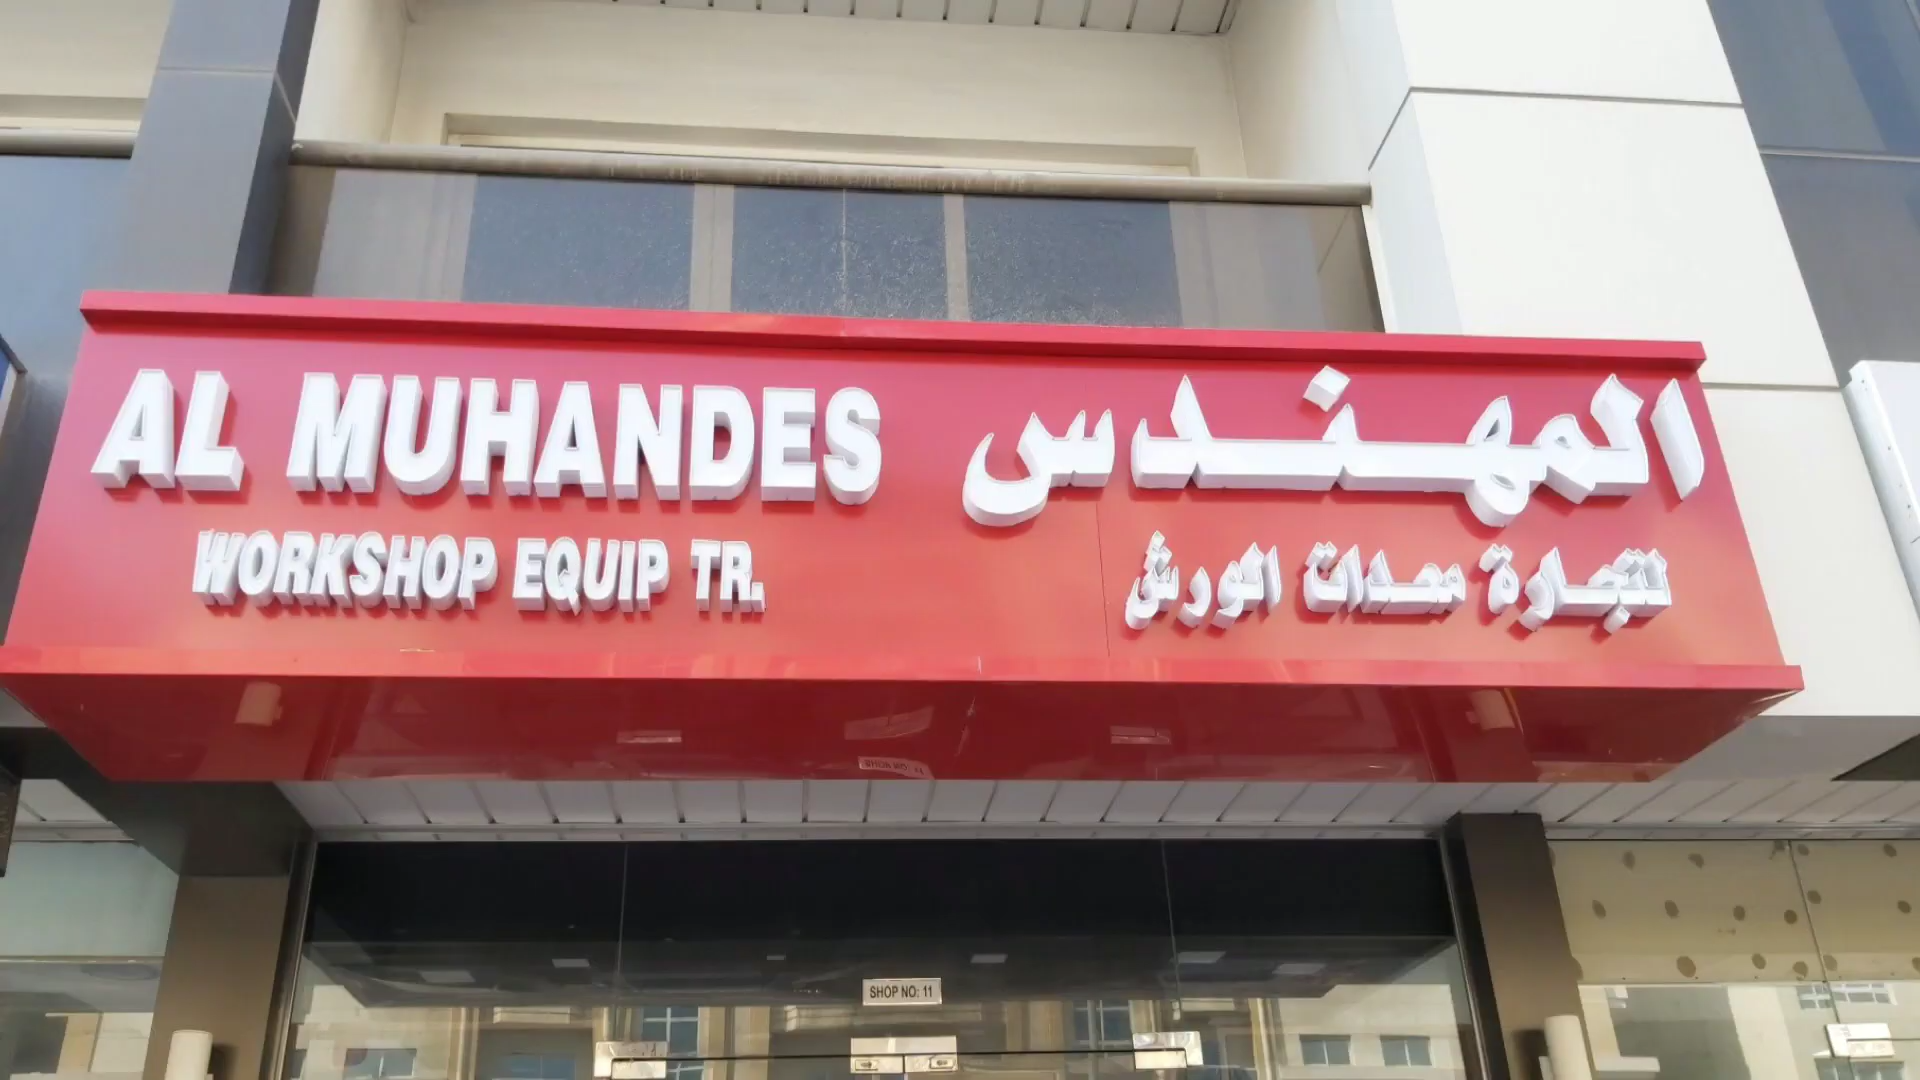 AL MUHANDES
المهندس
WORKSHOP EQUIP TR.
لتجارة معدات الورش
SHOP NO: 11